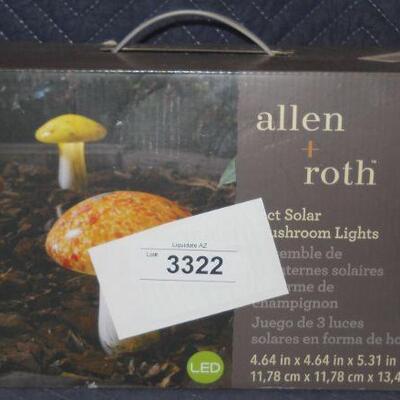 allen
+
roth™
ct Solar
ushroom Lights
emble de
nternes solaires
rme de
champignon
Juego de 3 luces
solares en forma de ho
4.64 in x 4.64 in x 5.31 in
11,78 cm x 11,78 cm x 13,4
Liquidate AZ
Lot#
3322
LED